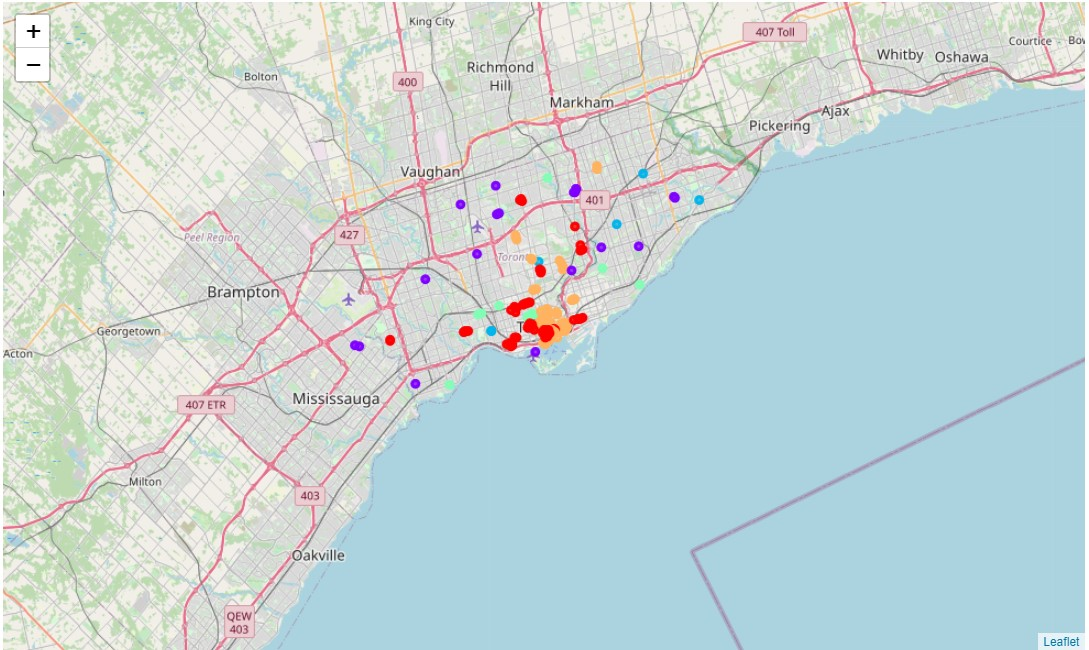 King City
407 Toll
+
Whitby
Oshawa
Courtice
Richmond
Hill
−
Bolton
400
Markham
Ajax
Pickering
Vaughan
401
427
Peel Region
Brampton
Georgetown
Acton
Mississauga
407 ETR
Milton
403
Oakville
QEW
403
Leaflet